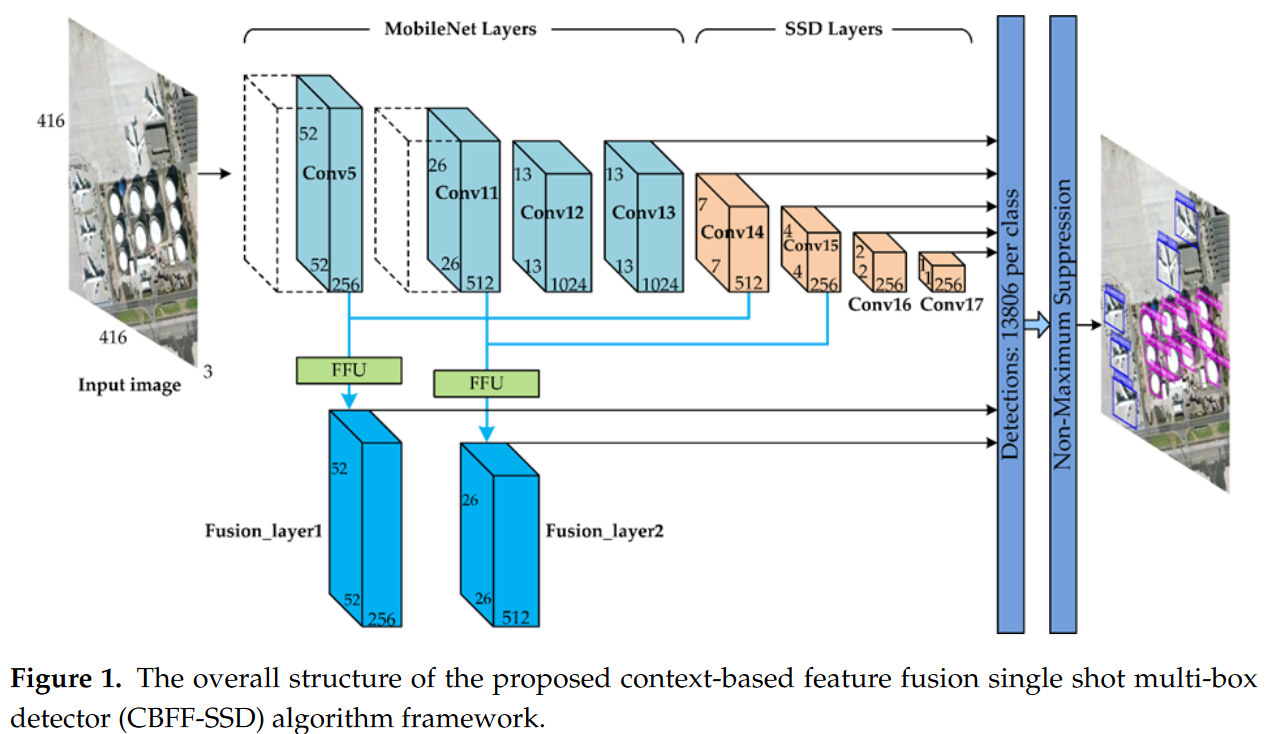 MobileNet Layers
SSD Layers
416
416
3
Input image
52
Conv5
52
256
26
Conv11
26
512
13
Conv12
13
1024
13
Conv13
13
1024
7
Conv14
7
512
4
Conv15
4
256
2
2
256
Conv16
1
1
256
Conv17
FFU
FFU
52
52
256
Fusion_layer1
26
26
512
Fusion_layer2
Detections: 13806 per class
Non-Maximum Suppression
Figure 1. The overall structure of the proposed context-based feature fusion single shot multi-box
detector (CBFF-SSD) algorithm framework.